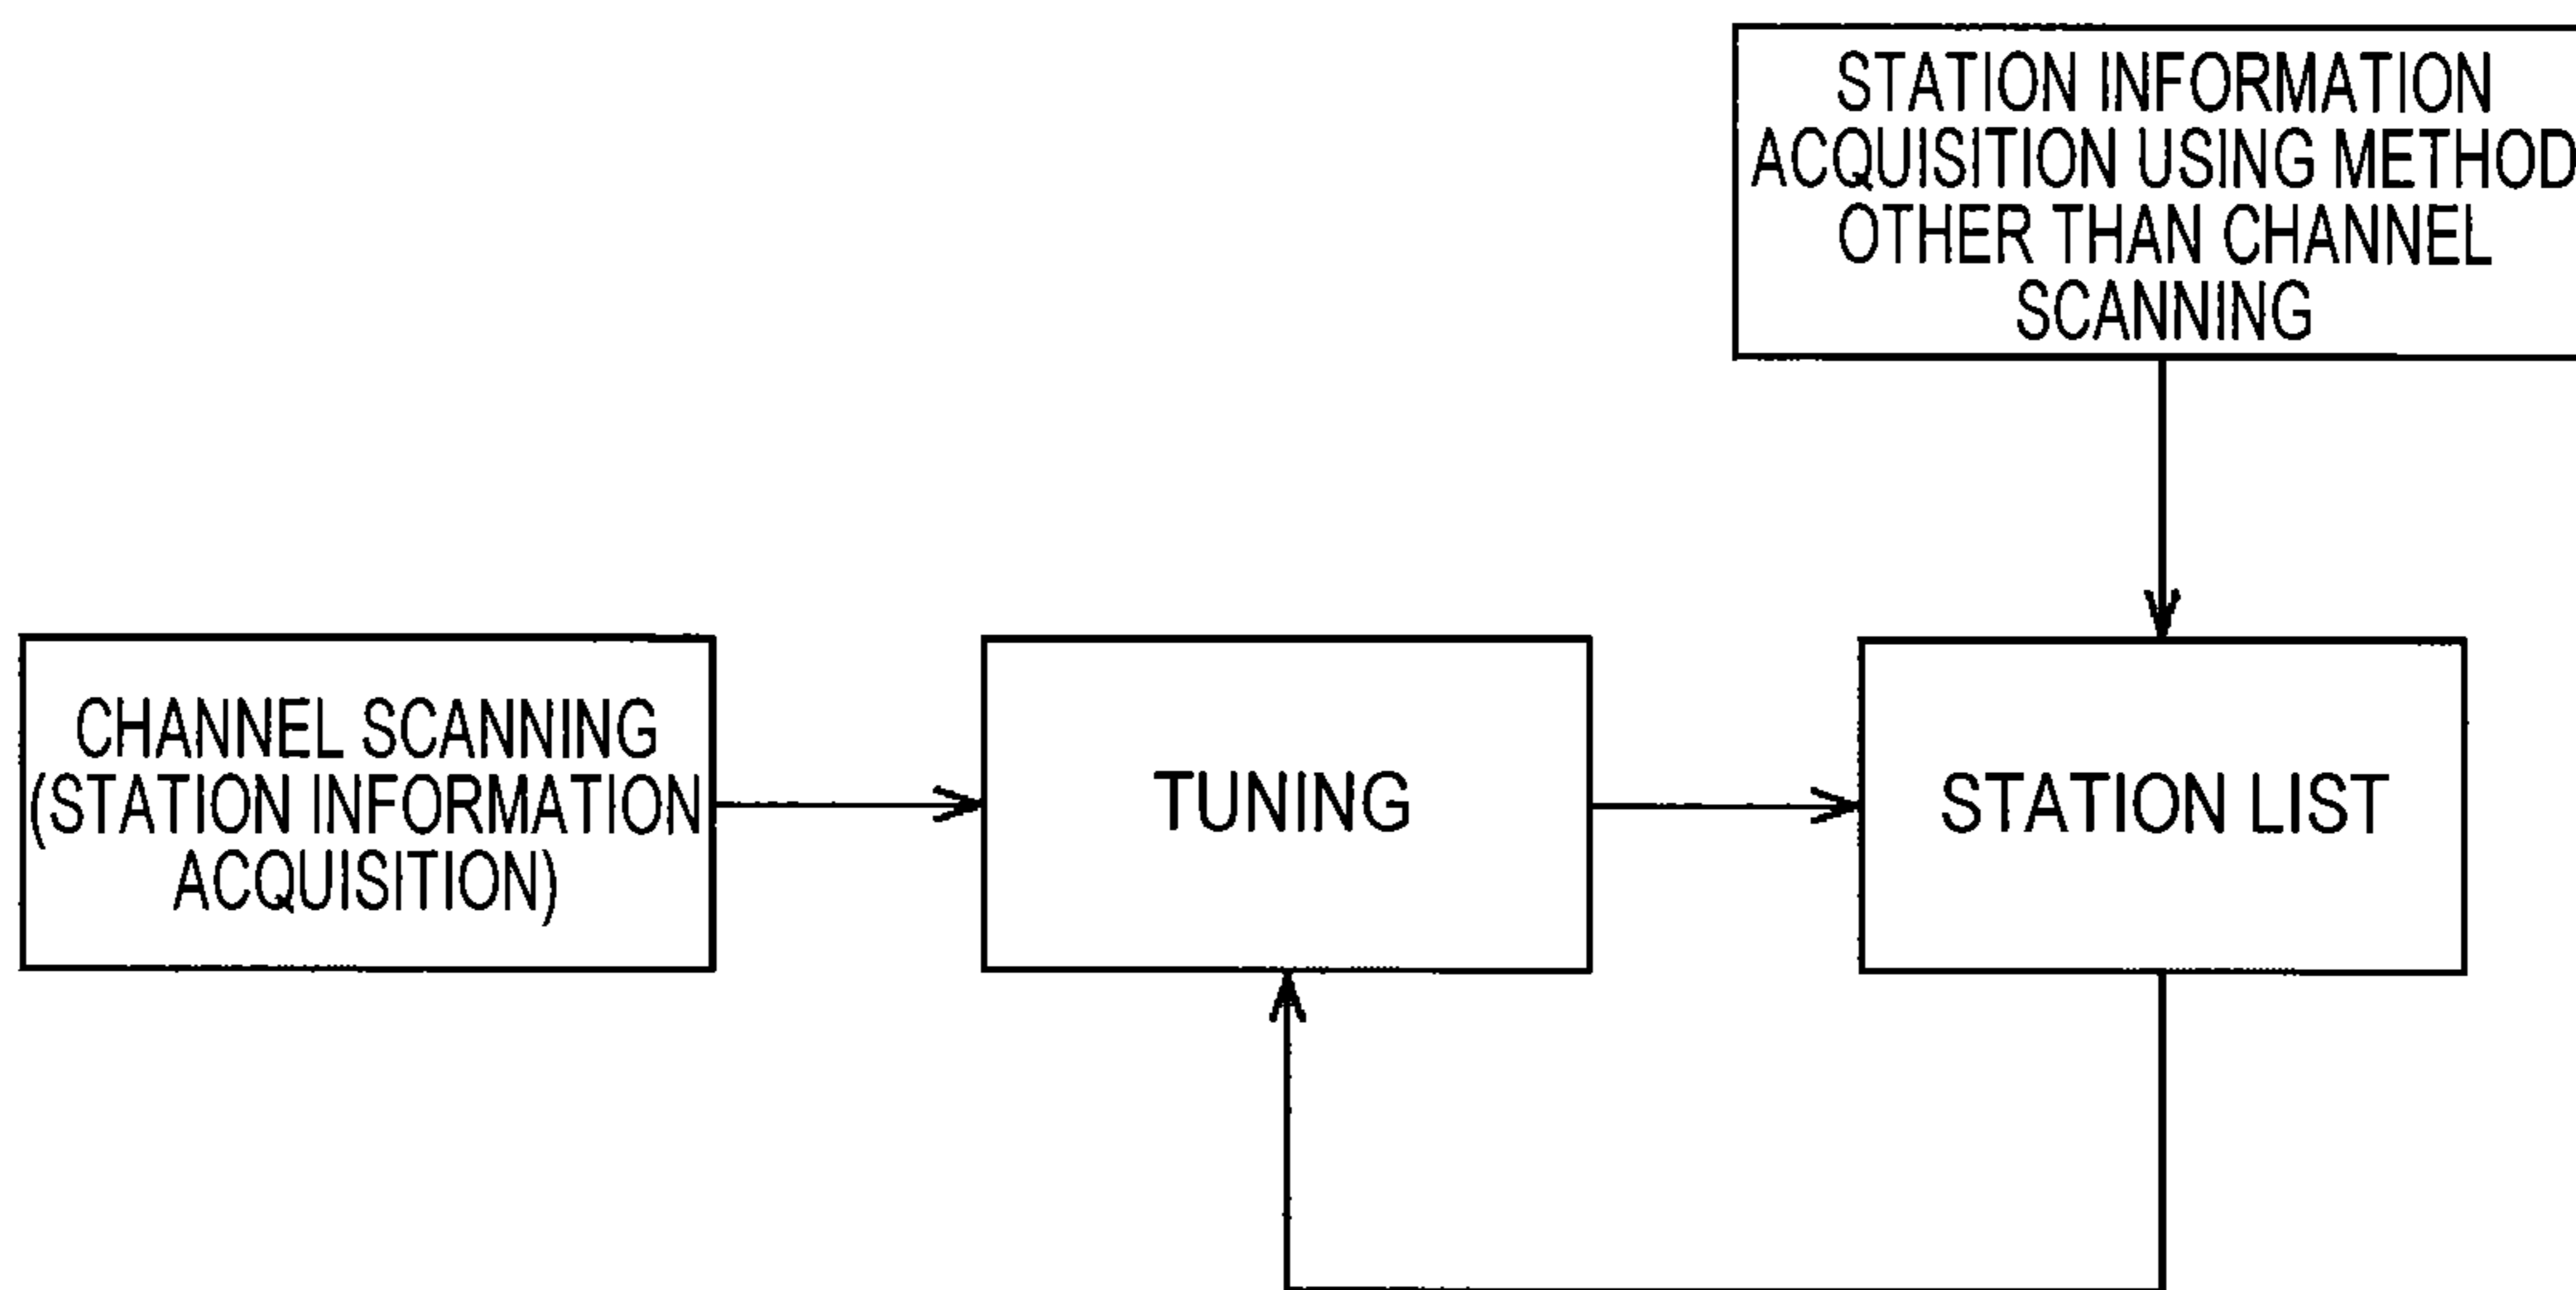 STATION INFORMATION
ACQUISITION USING METHOD
OTHER THAN CHANNEL
SCANNING
CHANNEL SCANNING
(STATION INFORMATION
ACQUISITION)
TUNING
STATION LIST